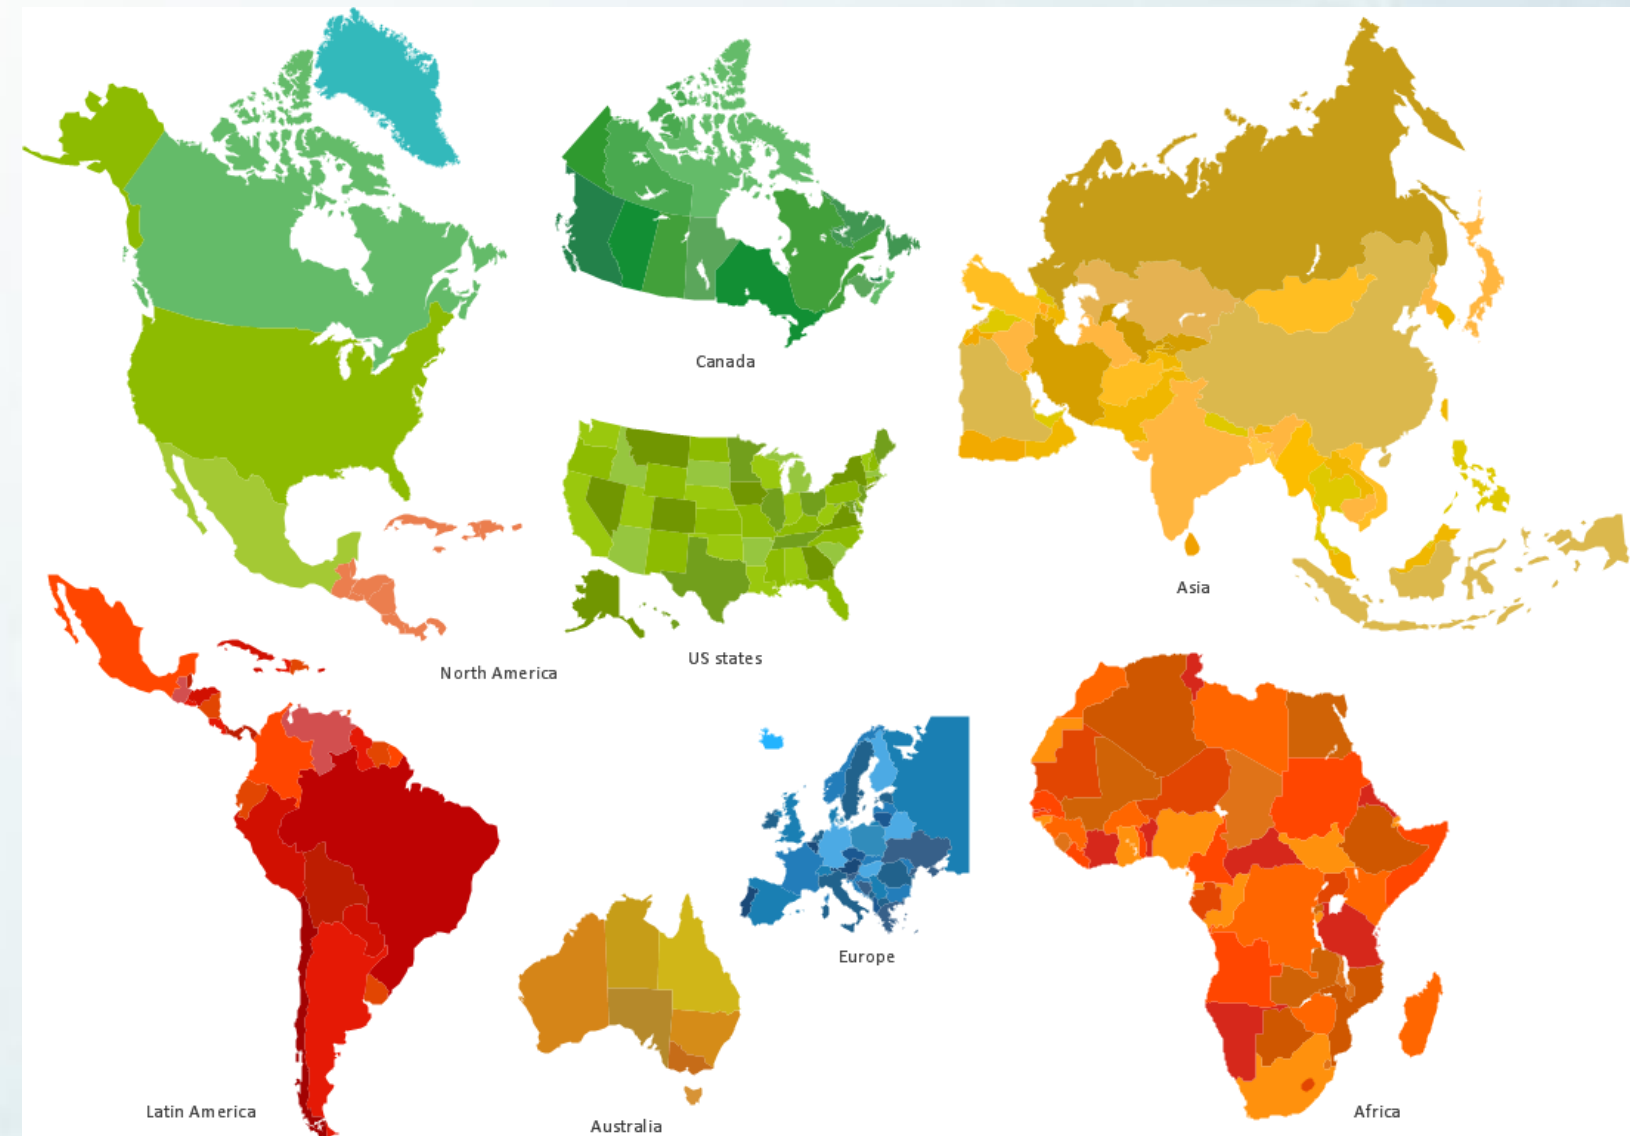 Canada
Asia
US states
North America
Europe
Latin America
Australia
Africa